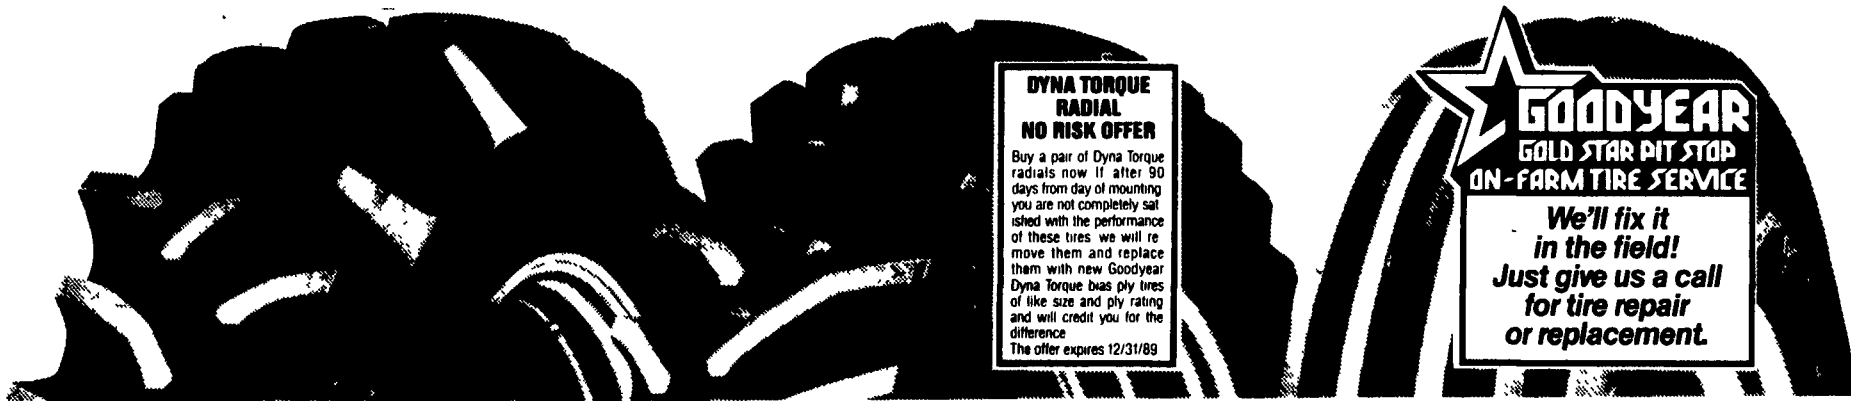 DYNA TORQUE
RADIAL
NO RISK OFFER
Buy a pair of Dyna Torque
radials now If after 90
days from day of mounting
you are not completely sat
isfied with the performance
of these tires we will re
move them and replace
them with new Goodyear
Dyna Torque bias ply tires
of like size and ply rating
and will credit you for the
difference
The offer expires 12/31/89
GOODYEAR
GOLD STAR PIT STOP
ON-FARM TIRE SERVICE
We'll fix it
in the field!
Just give us a call
for tire repair
or replacement.